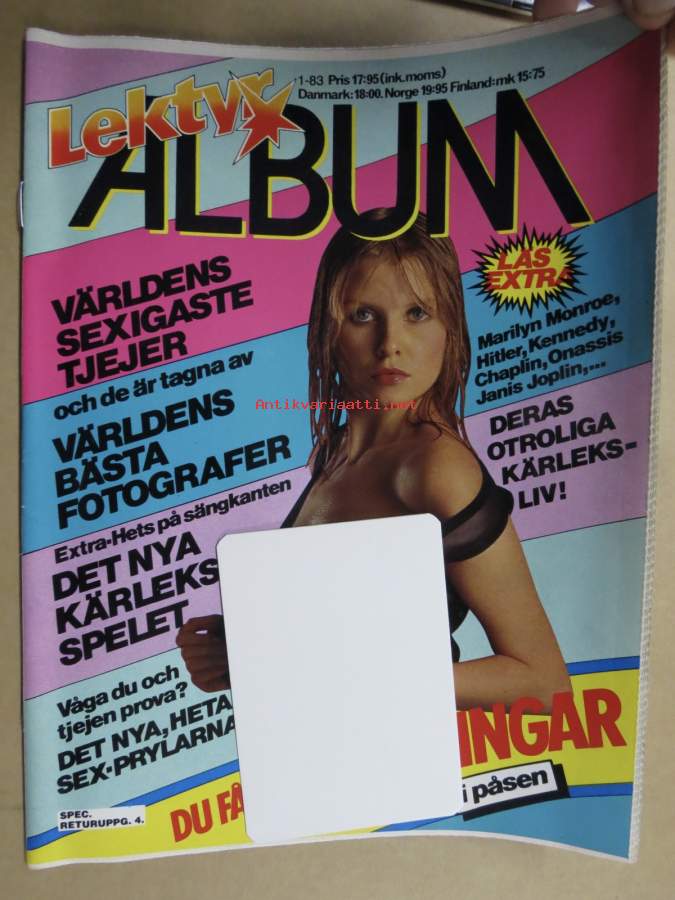 Lektyr
ALBUM
1-83 Pris 17:95(ink.moms)
Danmark:18:00. Norge 19:95 Finland:mk 15:75
VÄRLDENS
SEXIGASTE
TJEJER
och de är tagna av
VÄRLDENS
BÄSTA
FOTOGRAFER
Extra-Hets på sängkanten
DET NYA
KÄRLEKS
SPELET
Våga du och
tjejen prova?
DET NYA, HETA
SEX-PRYLARNA
LÄS
EXTRA
Marilyn Monroe,
Hitler, Kennedy,
Chaplin, Onassis
Janis Joplin,...
DERAS
OTROLIGA
KÄRLEKS-
LIV!
Antikvariaatti.net
INGAR
DU FÅ
i påsen
SPEC.
RETURUPPG. 4.